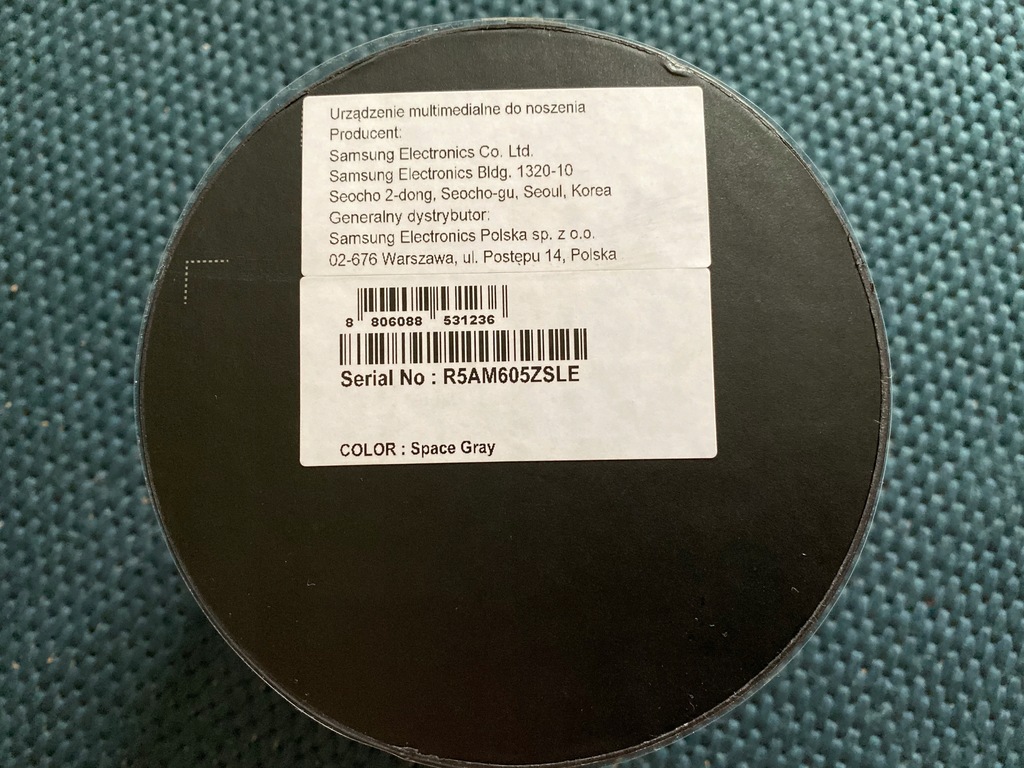 Urządzenie multimedialne do noszenia
Producent:
Samsung Electronics Co. Ltd.
Samsung Electronics Bldg. 1320-10
Seocho 2-dong, Seocho-gu, Seoul, Korea
Generalny dystrybutor:
Samsung Electronics Polska sp. z o.o.
02-676 Warszawa, ul. Postępu 14, Polska
8 806088 531236
Serial No : R5AM605ZSLE
COLOR : Space Gray